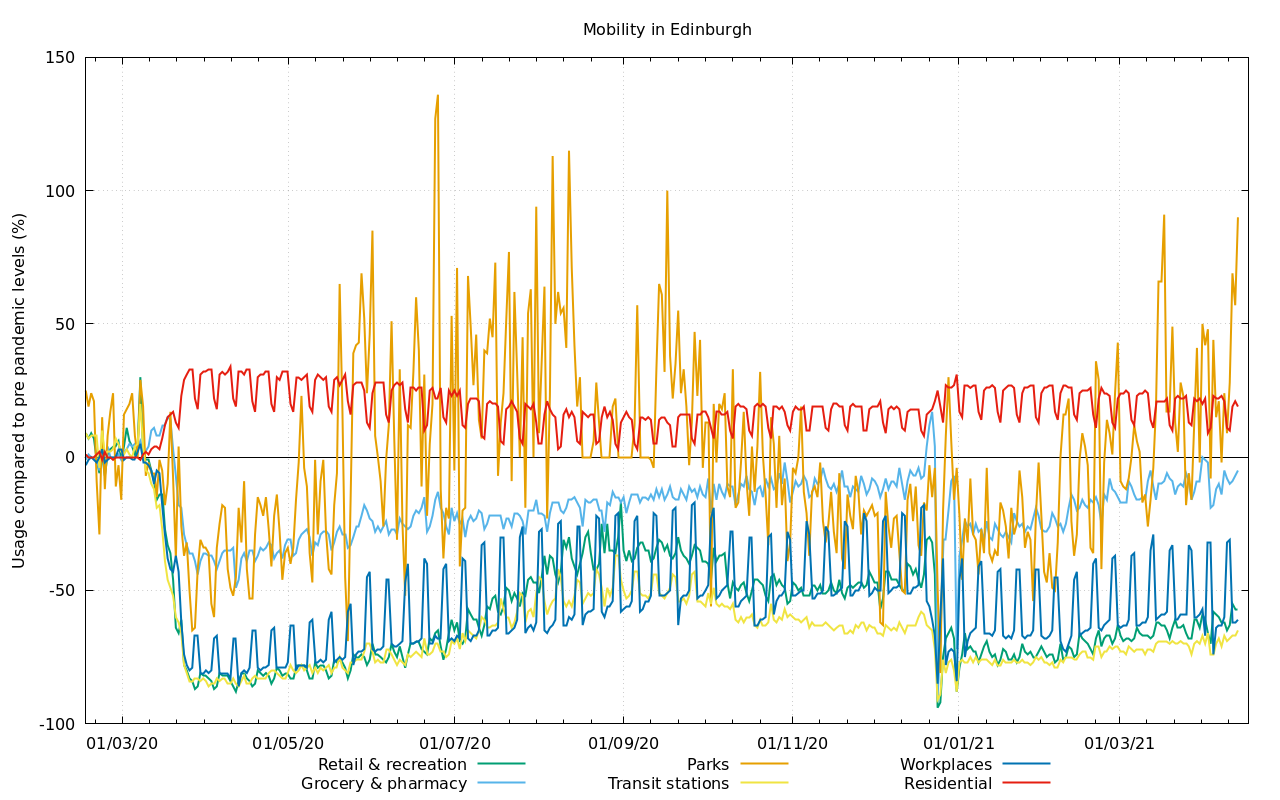 Mobility in Edinburgh
150
100
50
0
-50
-100
Usage compared to pre pandemic levels (%)
01/03/20 01/05/20 01/07/20 01/09/20 01/11/20 01/01/21 01/03/21
Retail & recreation Parks Workplaces
Grocery & pharmacy Transit stations Residential